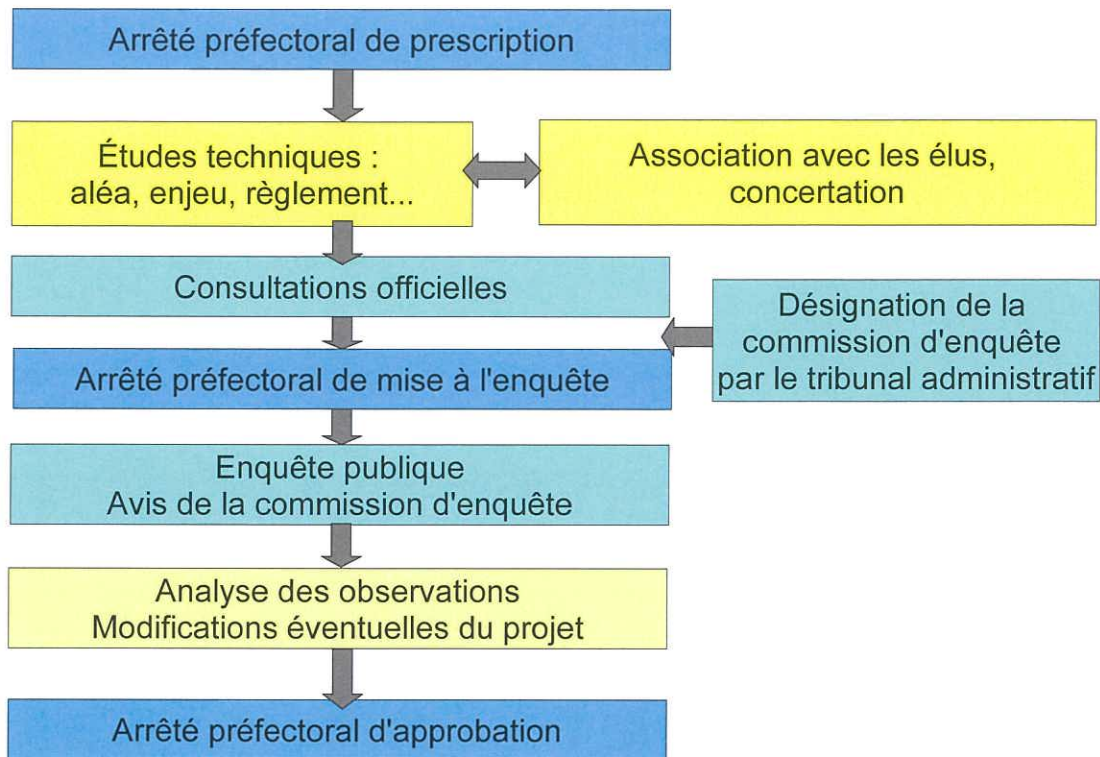 Arrêté préfectoral de prescription
Études techniques :
aléa, enjeu, règlement...
Association avec les élus,
concertation
Consultations officielles
Désignation de la
commission d'enquête
par le tribunal administratif
Arrêté préfectoral de mise à l'enquête
Enquête publique
Avis de la commission d'enquête
Analyse des observations
Modifications éventuelles du projet
Arrêté préfectoral d'approbation